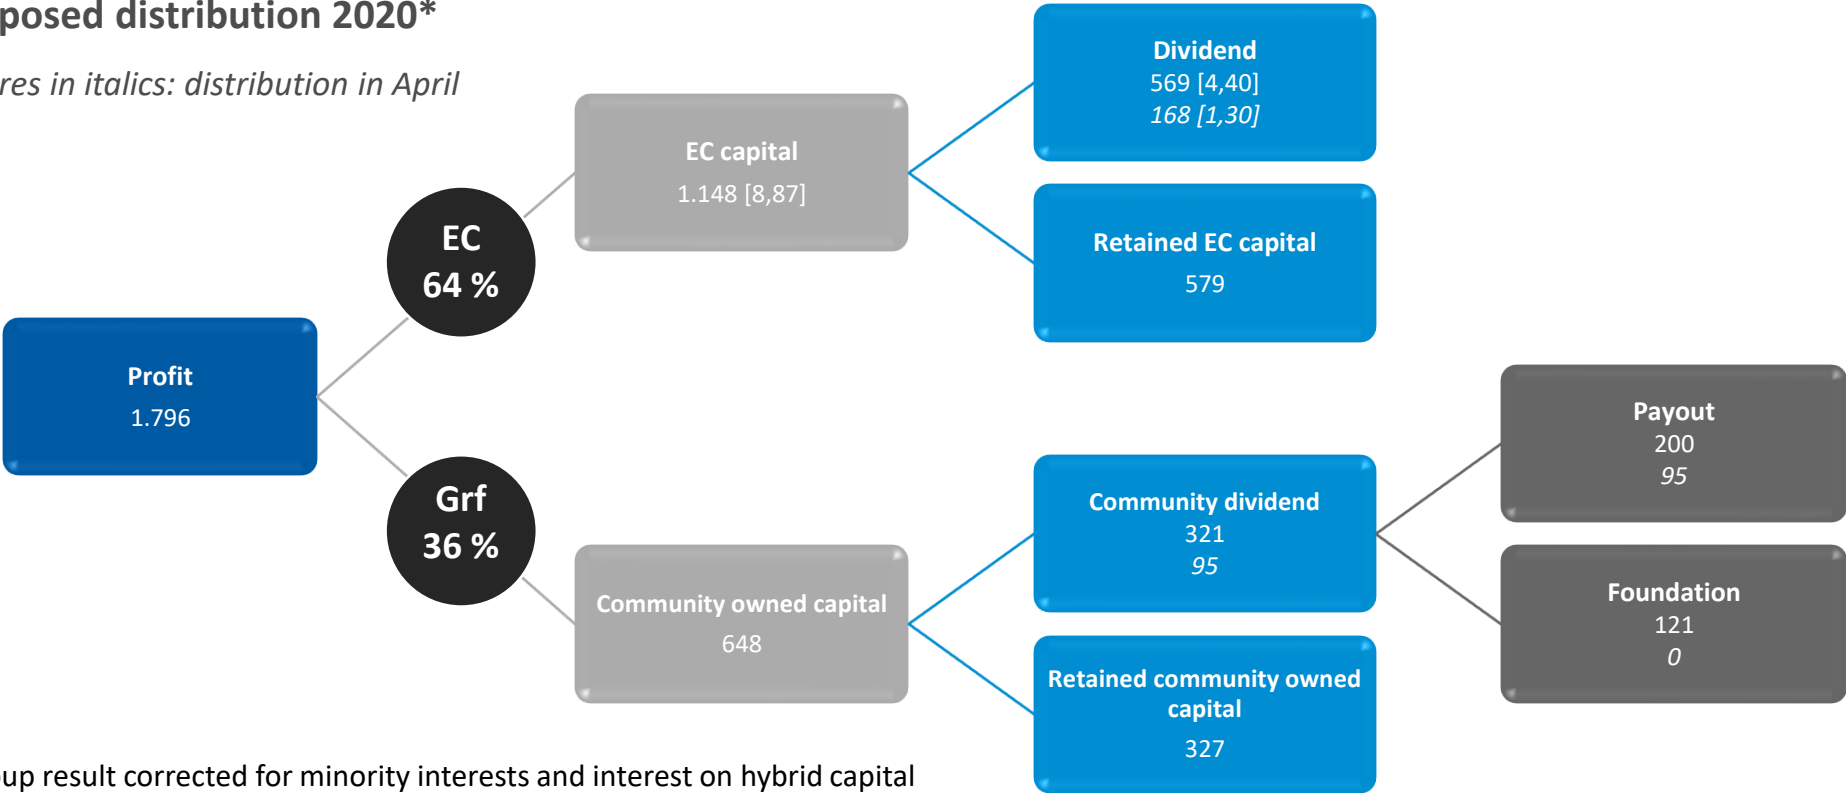 posed distribution 2020*
res in italics: distribution in April
Profit
1.796
EC
64 %
Grf
36 %
EC capital
1.148 [8,87]
Community owned capital
648
Dividend
569 [4,40]
168 [1,30]
Retained EC capital
579
Community dividend
321
95
Retained community owned
capital
327
Payout
200
95
Foundation
121
0
up result corrected for minority interests and interest on hybrid capital